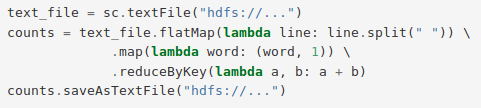 text_file = sc.textFile("hdfs://...")
counts = text_file.flatMap(lambda line: line.split(" ")) \
             .map(lambda word: (word, 1)) \
             .reduceByKey(lambda a, b: a + b)
counts.saveAsTextFile("hdfs://...")